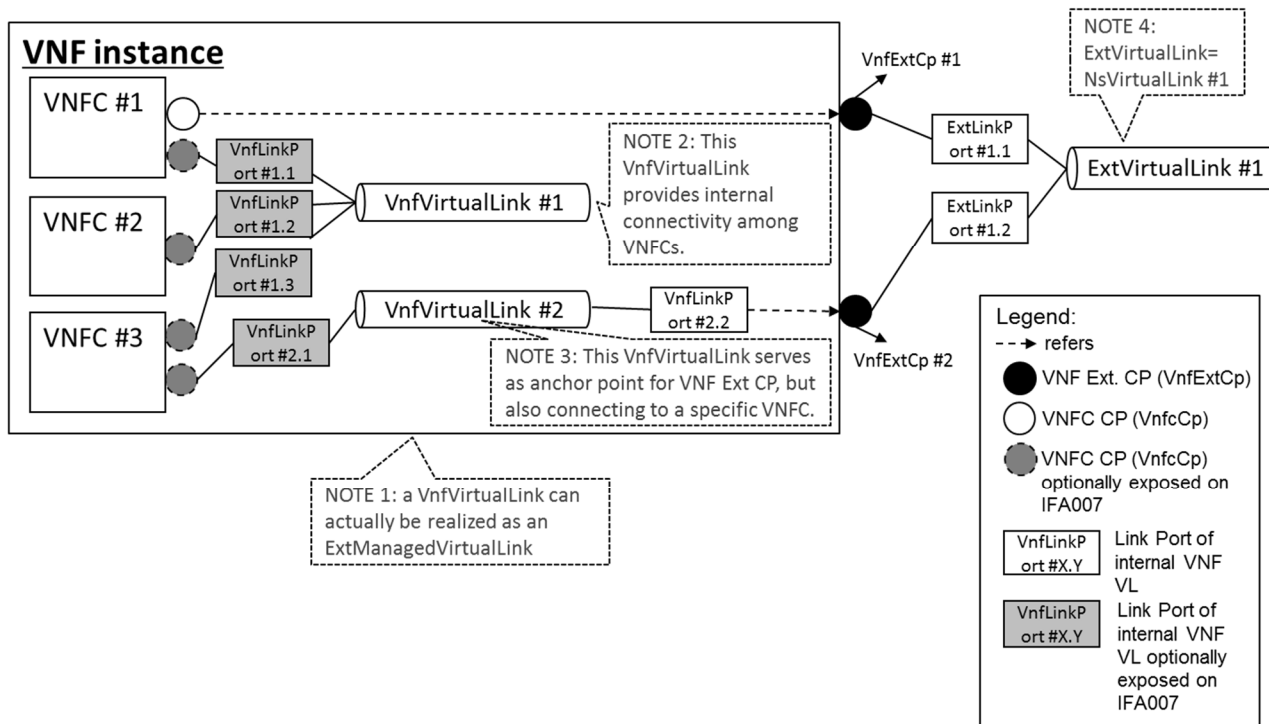 VNF instance
VNFC #1
VnfLinkP
ort #1.1
VNFC #2
VnfLinkP
ort #1.2
VnfLinkP
ort #1.3
VNFC #3
VnfLinkP
ort #2.1
VnfVirtualLink #1
NOTE 2: This
VnfVirtualLink
provides internal
connectivity among
VNFCs.
VnfVirtualLink #2
VnfLinkP
ort #2.2
NOTE 3: This VnfVirtualLink serves
as anchor point for VNF Ext CP, but
also connecting to a specific VNFC.
NOTE 1: a VnfVirtualLink can
actually be realized as an
ExtManagedVirtualLink
VnfExtCp #1
VnfExtCp #2
ExtLinkP
ort #1.1
ExtLinkP
ort #1.2
NOTE 4:
ExtVirtualLink=
NsVirtualLink #1
ExtVirtualLink #1
Legend:
refers
VNF Ext. CP (VnfExtCp)
VNFC CP (VnfcCp)
VNFC CP (VnfcCp)
optionally exposed on
IFA007
VnfLinkP
ort #X.Y
Link Port of
internal VNF
VL
VnfLinkP
ort #X.Y
Link Port of
internal VNF
VL optionally
exposed on
IFA007